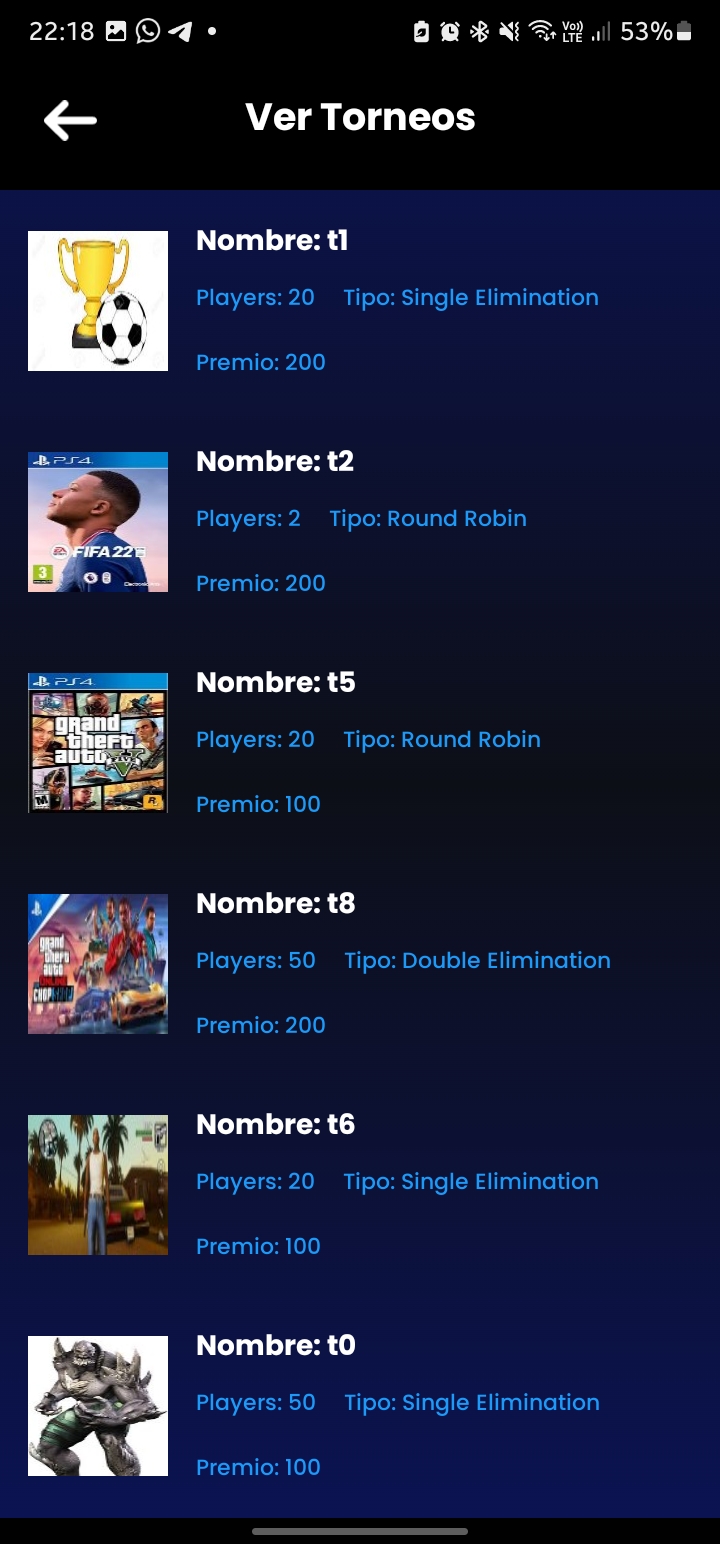 22:18 Vo) LTE 53%
Ver Torneos
Nombre: t1
Players: 20 Tipo: Single Elimination
Premio: 200
PS4
FIFA 22
3
Nombre: t2
Players: 2 Tipo: Round Robin
Premio: 200
PS4
grand
theft
auto V
M R
Nombre: t5
Players: 20 Tipo: Round Robin
Premio: 100
grand
theft
auto
Nombre: t8
Players: 50 Tipo: Double Elimination
Premio: 200
Nombre: t6
Players: 20 Tipo: Single Elimination
Premio: 100
Nombre: t0
Players: 50 Tipo: Single Elimination
Premio: 100